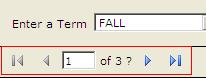 Enter a Term FALL
1 of 3 ?